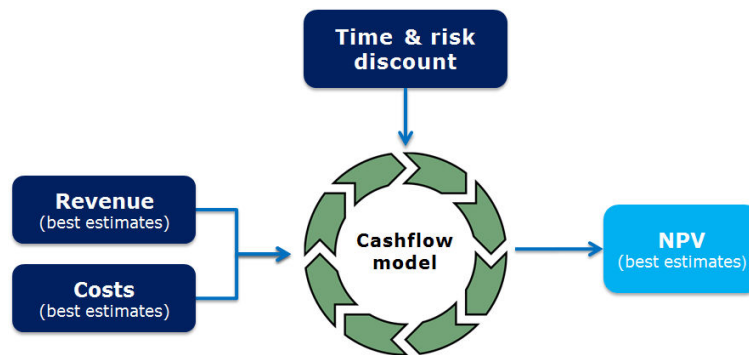 Time & risk
discount
Revenue
(best estimates)
Costs
(best estimates)
Cashflow
model
NPV
(best estimates)